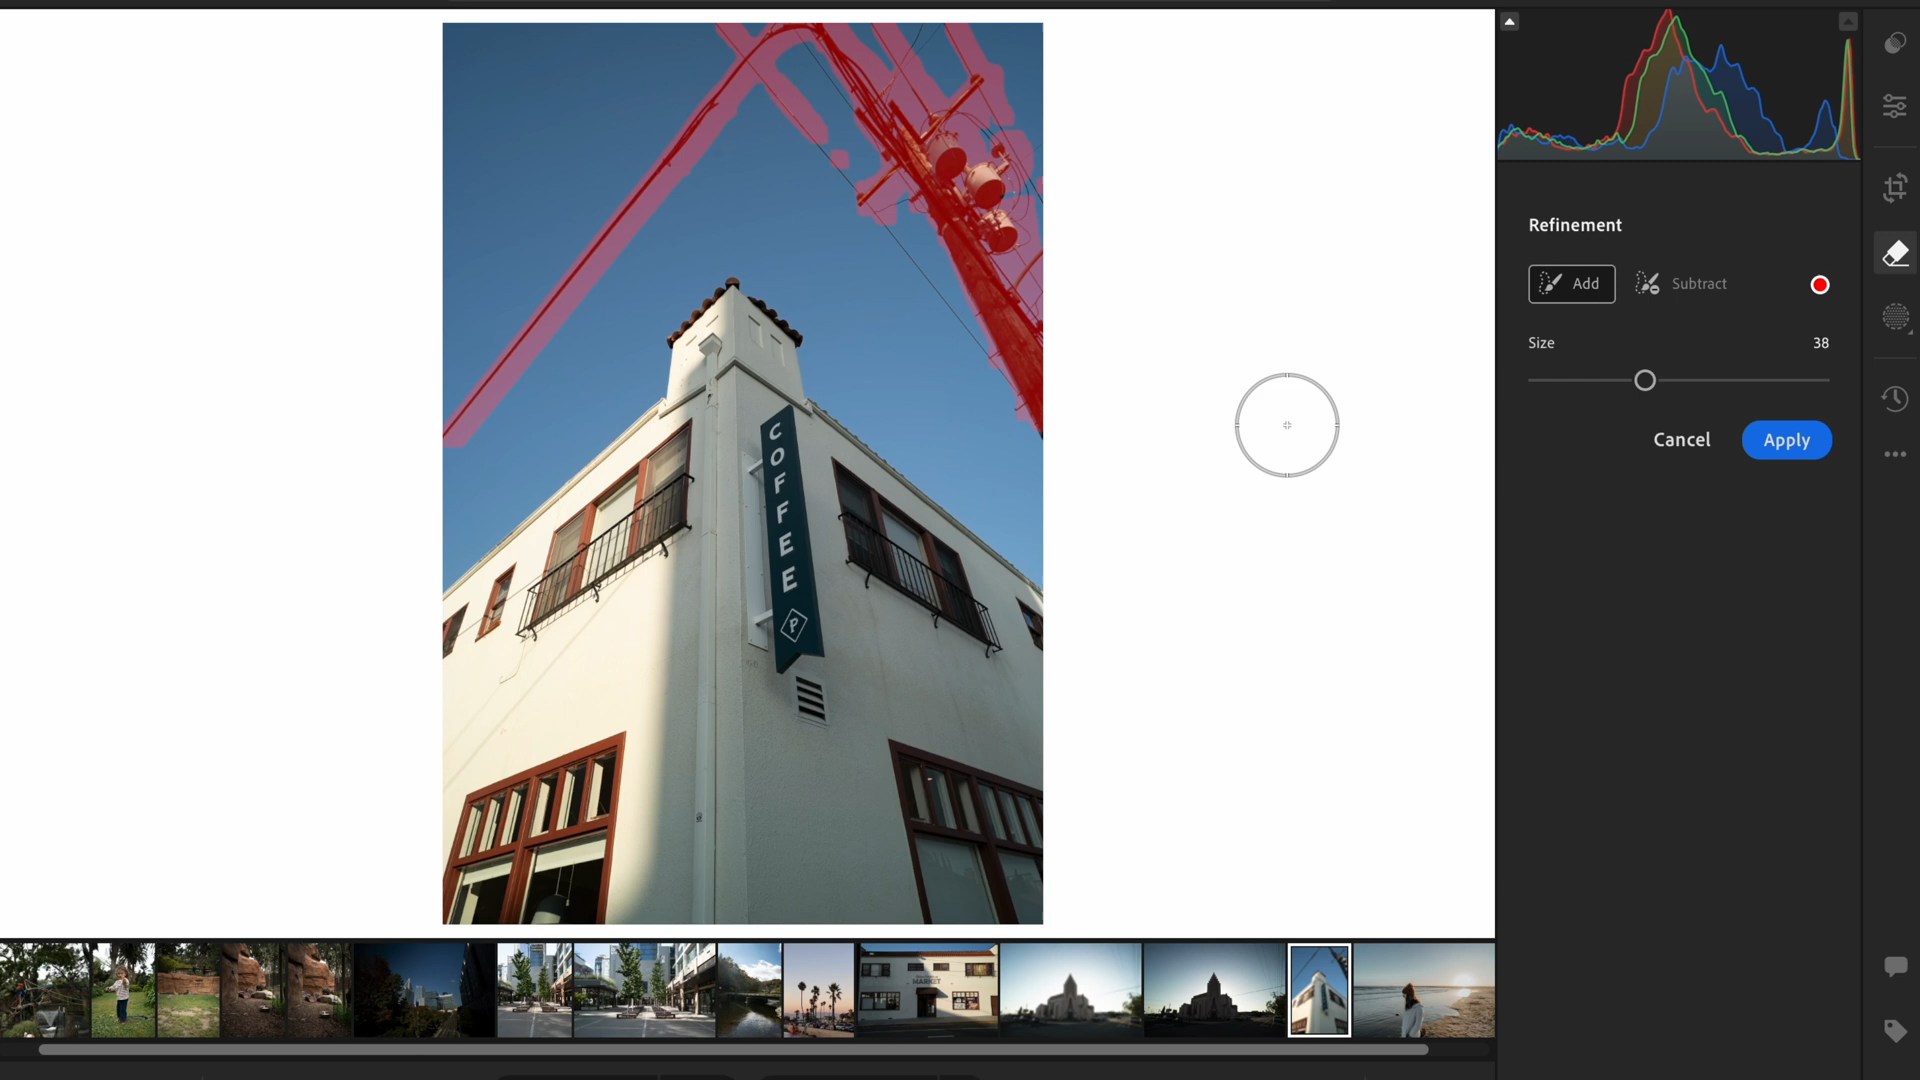 Refinement
Add
Subtract
Size
38
Cancel
Apply
COFFEE
P
MARKET